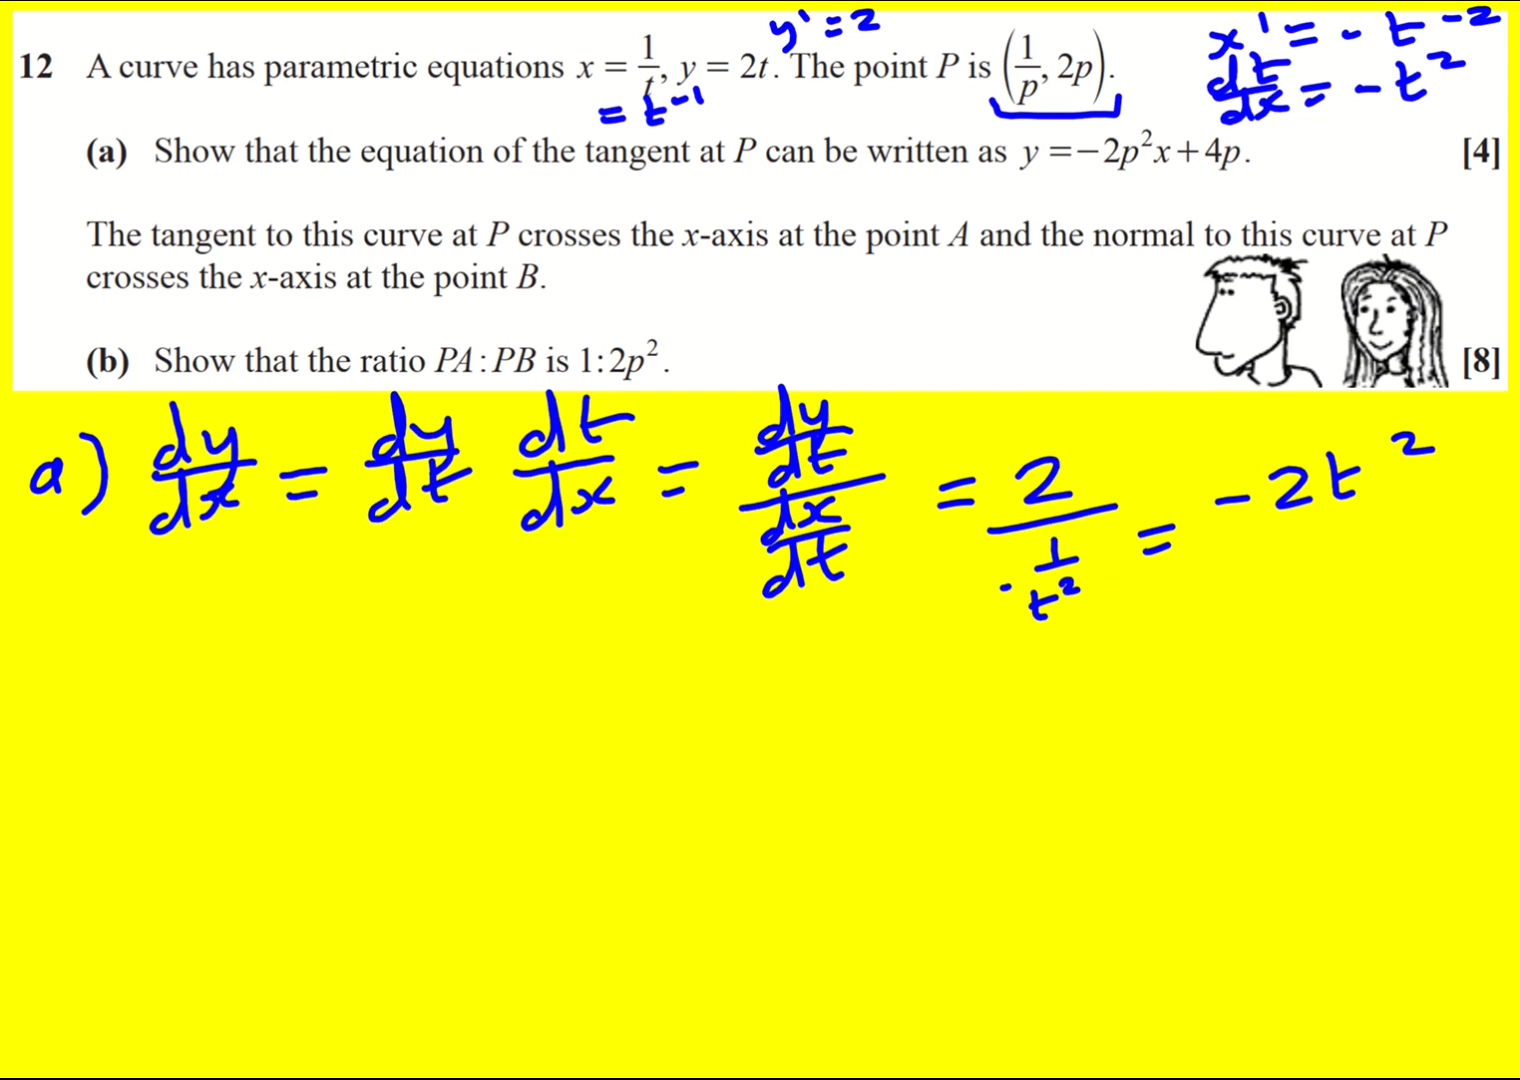 y' = 2
x' = - t⁻²
12 A curve has parametric equations x = 1/t, y = 2t. The point P is (1/p, 2p).
= t⁻¹
dt/dx = - t²
(a) Show that the equation of the tangent at P can be written as y = −2p²x + 4p. [4]
The tangent to this curve at P crosses the x-axis at the point A and the normal to this curve at P
crosses the x-axis at the point B.
(b) Show that the ratio PA : PB is 1 : 2p². [8]
a) dy/dx = dy/dt dt/dx = (dy/dt)/(dx/dt) = 2/(-1/t²) = - 2t²